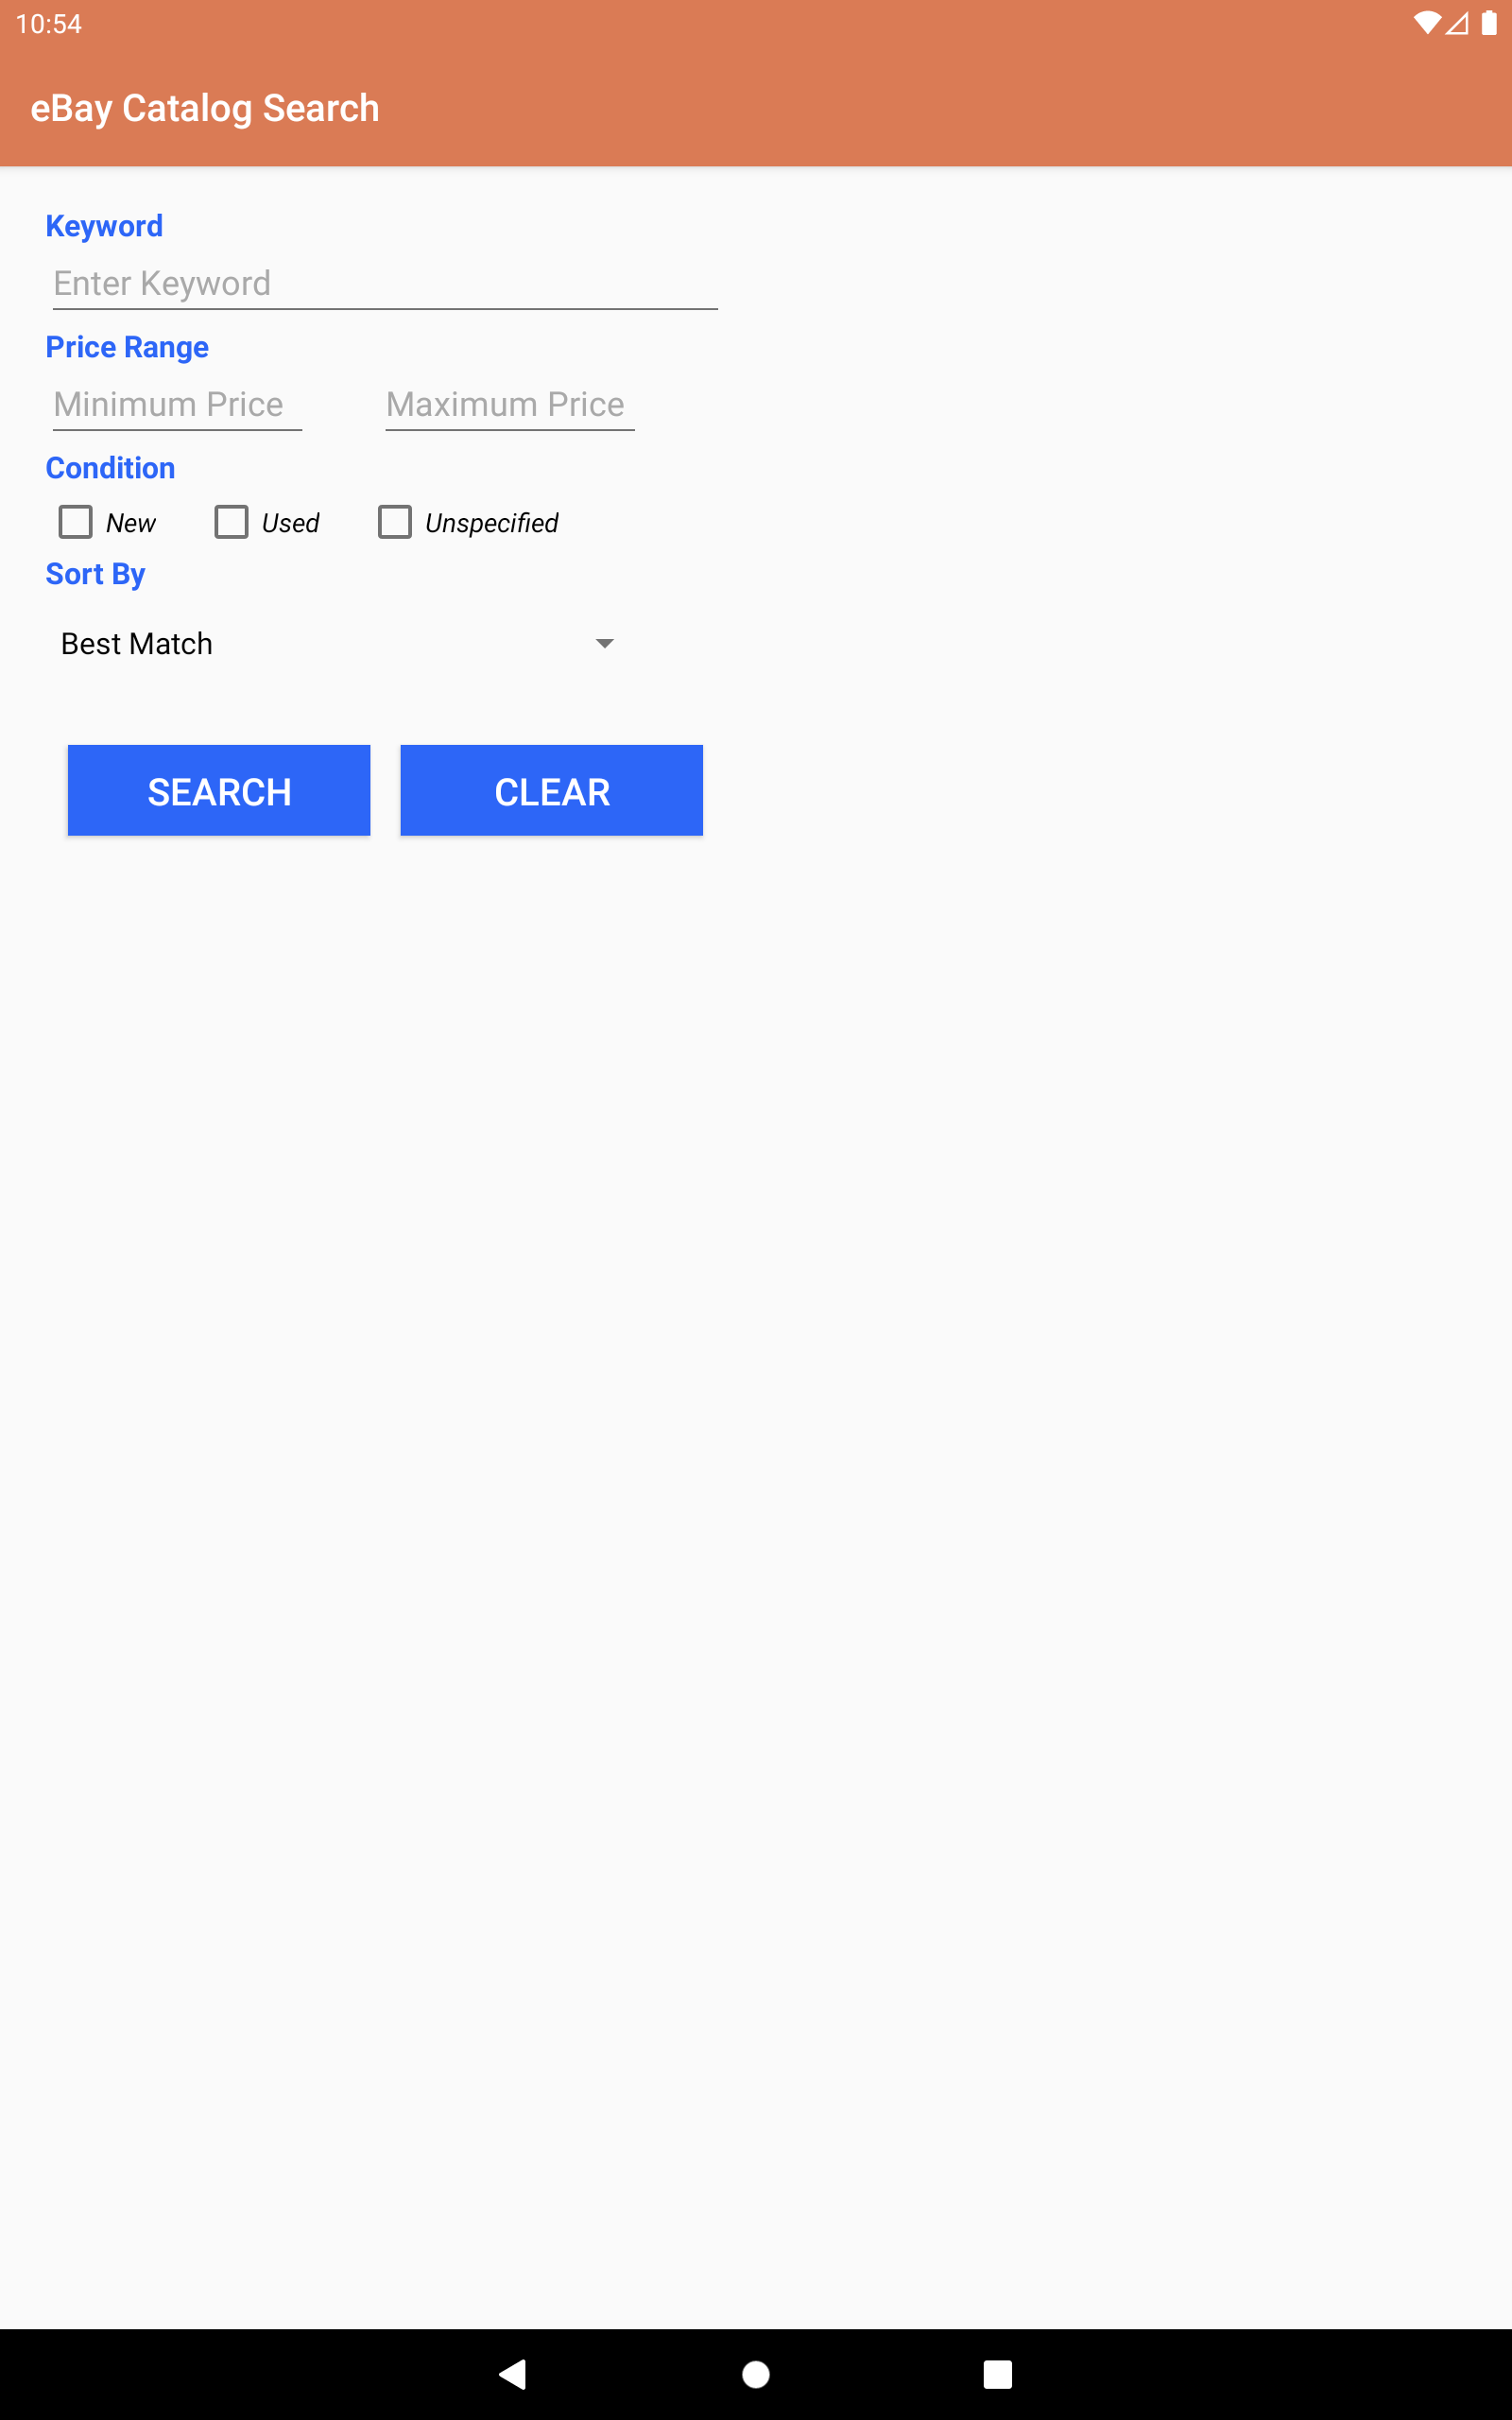 10:54
eBay Catalog Search
Keyword
Enter Keyword
Price Range
Minimum Price Maximum Price
Condition
New Used Unspecified
Sort By
Best Match
SEARCH CLEAR